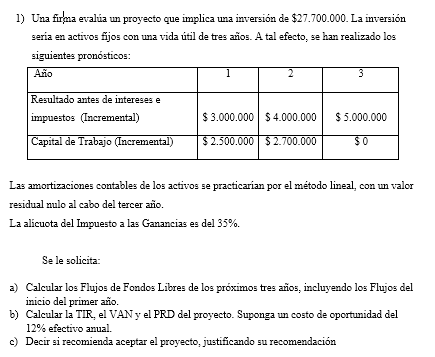 1) Una firma evalúa un proyecto que implica una inversión de $27.700.000. La inversión
seria en activos fijos con una vida útil de tres años. A tal efecto, se han realizado los
siguientes pronósticos:
Año 1 2 3
Resultado antes de intereses e
impuestos (Incremental) $ 3.000.000 $ 4.000.000 $ 5.000.000
Capital de Trabajo (Incremental) $ 2.500.000 $ 2.700.000 $ 0
Las amortizaciones contables de los activos se practicarían por el método lineal, con un valor
residual nulo al cabo del tercer año.
La alícuota del Impuesto a las Ganancias es del 35%.
Se le solicita:
a) Calcular los Flujos de Fondos Libres de los próximos tres años, incluyendo los Flujos del
inicio del primer año.
b) Calcular la TIR, el VAN y el PRD del proyecto. Suponga un costo de oportunidad del
12% efectivo anual.
c) Decir si recomienda aceptar el proyecto, justificando su recomendación